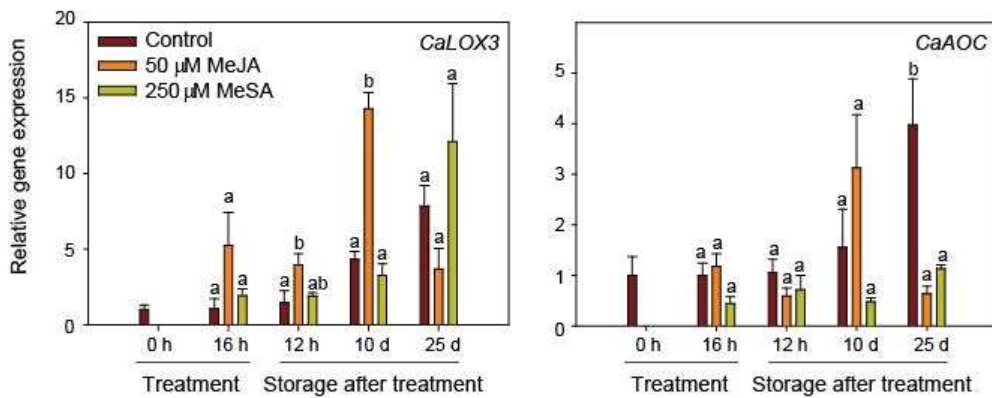 Relative gene expression
20
15
10
5
0
Control
50 µM MeJA
250 µM MeSA
CaLOX3
a a a
a b ab
a b a
a a a
0 h 16 h 12 h 10 d 25 d
Treatment Storage after treatment
CaAOC
5
4
3
2
1
0
a a a
a a a
a a a
b a a
0 h 16 h 12 h 10 d 25 d
Treatment Storage after treatment